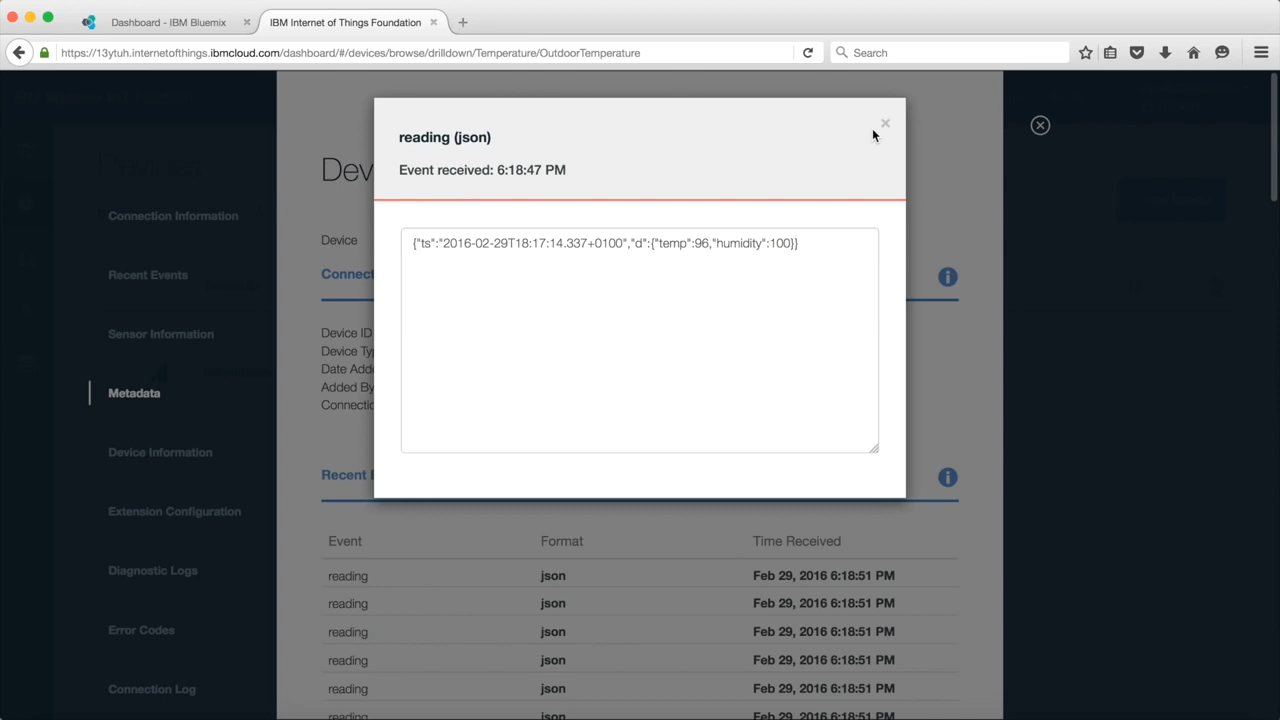 Dashboard - IBM Bluemix
IBM Internet of Things Foundation
https://13ytuh.internetofthings.ibmcloud.com/dashboard/#/devices/browse/drilldown/Temperature/OutdoorTemperature
Search
reading (json)
Event received: 6:18:47 PM
{"ts":"2016-02-29T18:17:14.337+0100","d":{"temp":96,"humidity":100}}
Connection Information
Recent Events
Sensor Information
Metadata
Device Information
Extension Configuration
Diagnostic Logs
Error Codes
Connection Log
Dev
Device
Connec
Device ID
Device Typ
Date Adde
Added By
Connectio
Recent
Event Format Time Received
reading json Feb 29, 2016 6:18:51 PM
reading json Feb 29, 2016 6:18:51 PM
reading json Feb 29, 2016 6:18:51 PM
reading json Feb 29, 2016 6:18:51 PM
reading json Feb 29, 2016 6:18:51 PM
reading json Feb 29, 2016 6:18:51 PM